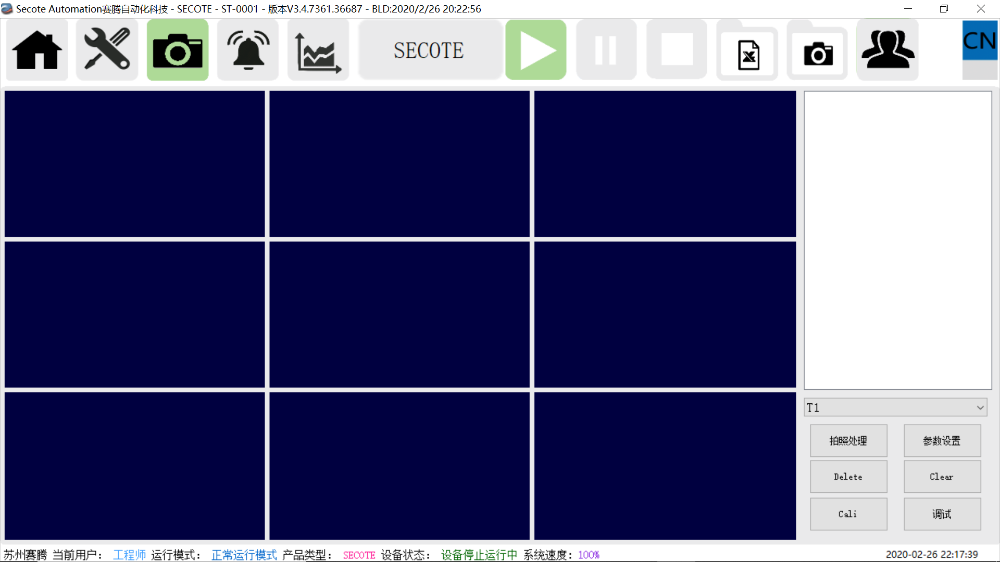 Secote Automation赛腾自动化科技 - SECOTE - ST-0001 - 版本V3.4.7361.36687 - BLD:2020/2/26 20:22:56
SECOTE
CN
T1
拍照处理 参数设置
Delete Clear
Cali 调试
苏州赛腾 当前用户： 工程师 运行模式： 正常运行模式 产品类型： SECOTE 设备状态： 设备停止运行中 系统速度：100% 2020-02-26 22:17:39